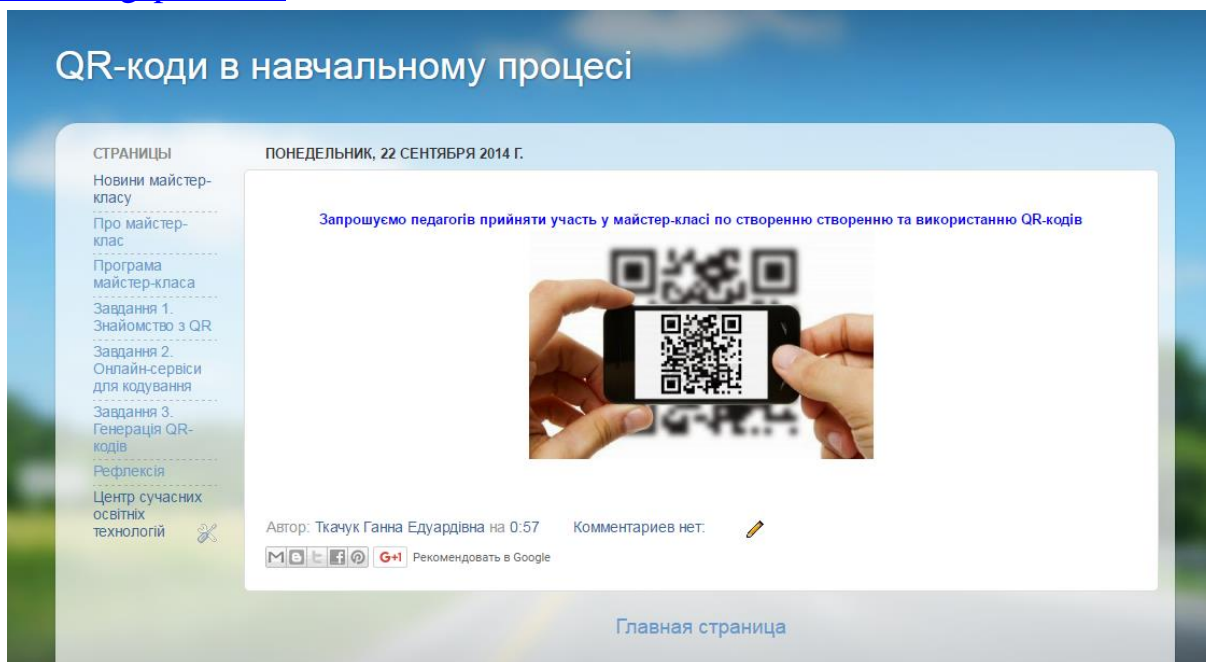 QR-коди в навчальному процесі
СТРАНИЦЫ
Новини майстер-
класу
Про майстер-
клас
Програма
майстер-класа
Завдання 1.
Знайомство з QR
Завдання 2.
Онлайн-сервіси
для кодування
Завдання 3.
Генерація QR-
кодів
Рефлексія
Центр сучасних
освітніх
технологій
ПОНЕДЕЛЬНИК, 22 СЕНТЯБРЯ 2014 Г.
Запрошуємо педагогів прийняти участь у майстер-класі по створенню створенню та використанню QR-кодів
Автор: Ткачук Ганна Едуардівна на 0:57 Комментариев нет:
G+1 Рекомендовать в Google
Главная страница